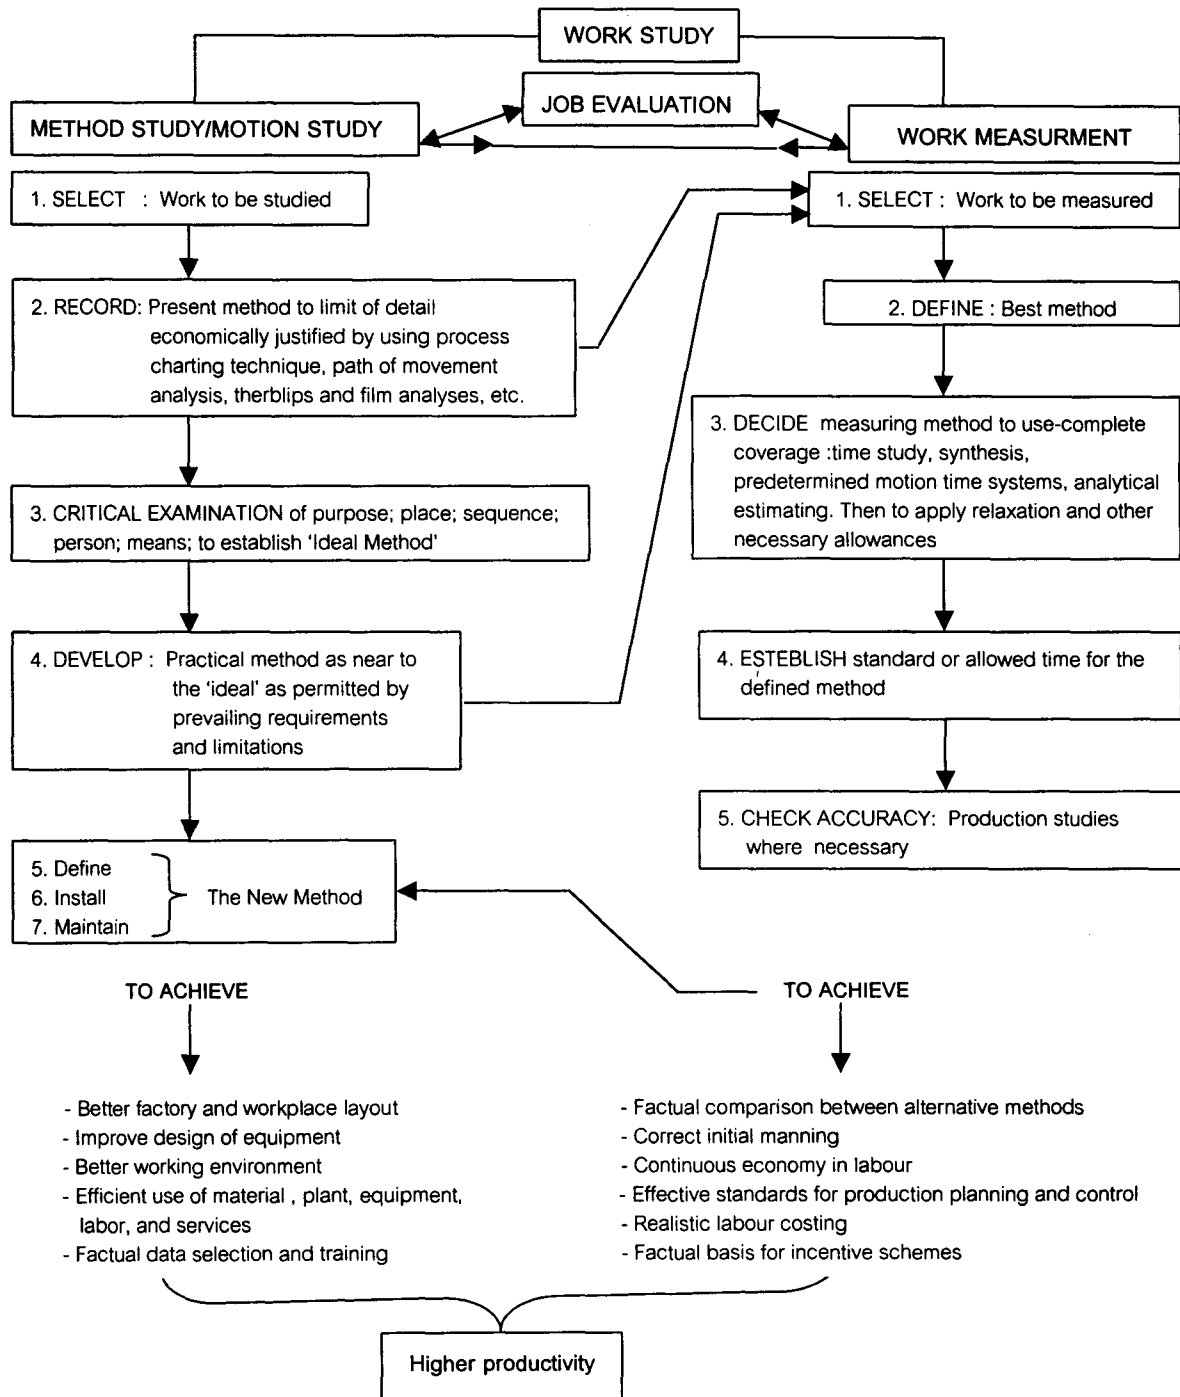 WORK STUDY
JOB EVALUATION
METHOD STUDY/MOTION STUDY
WORK MEASURMENT
1. SELECT : Work to be studied
2. RECORD: Present method to limit of detail
economically justified by using process
charting technique, path of movement
analysis, therblips and film analyses, etc.
3. CRITICAL EXAMINATION of purpose; place; sequence;
person; means; to establish ‘Ideal Method’
4. DEVELOP : Practical method as near to
the ‘ideal’ as permitted by
prevailing requirements
and limitations
5. Define
6. Install
7. Maintain
The New Method
1. SELECT : Work to be measured
2. DEFINE : Best method
3. DECIDE measuring method to use-complete
coverage :time study, synthesis,
predetermined motion time systems, analytical
estimating. Then to apply relaxation and other
necessary allowances
4. ESTEBLISH standard or allowed time for the
defined method
5. CHECK ACCURACY: Production studies
where necessary
TO ACHIEVE
- Better factory and workplace layout
- Improve design of equipment
- Better working environment
- Efficient use of material , plant, equipment,
labor, and services
- Factual data selection and training
TO ACHIEVE
- Factual comparison between alternative methods
- Correct initial manning
- Continuous economy in labour
- Effective standards for production planning and control
- Realistic labour costing
- Factual basis for incentive schemes
Higher productivity